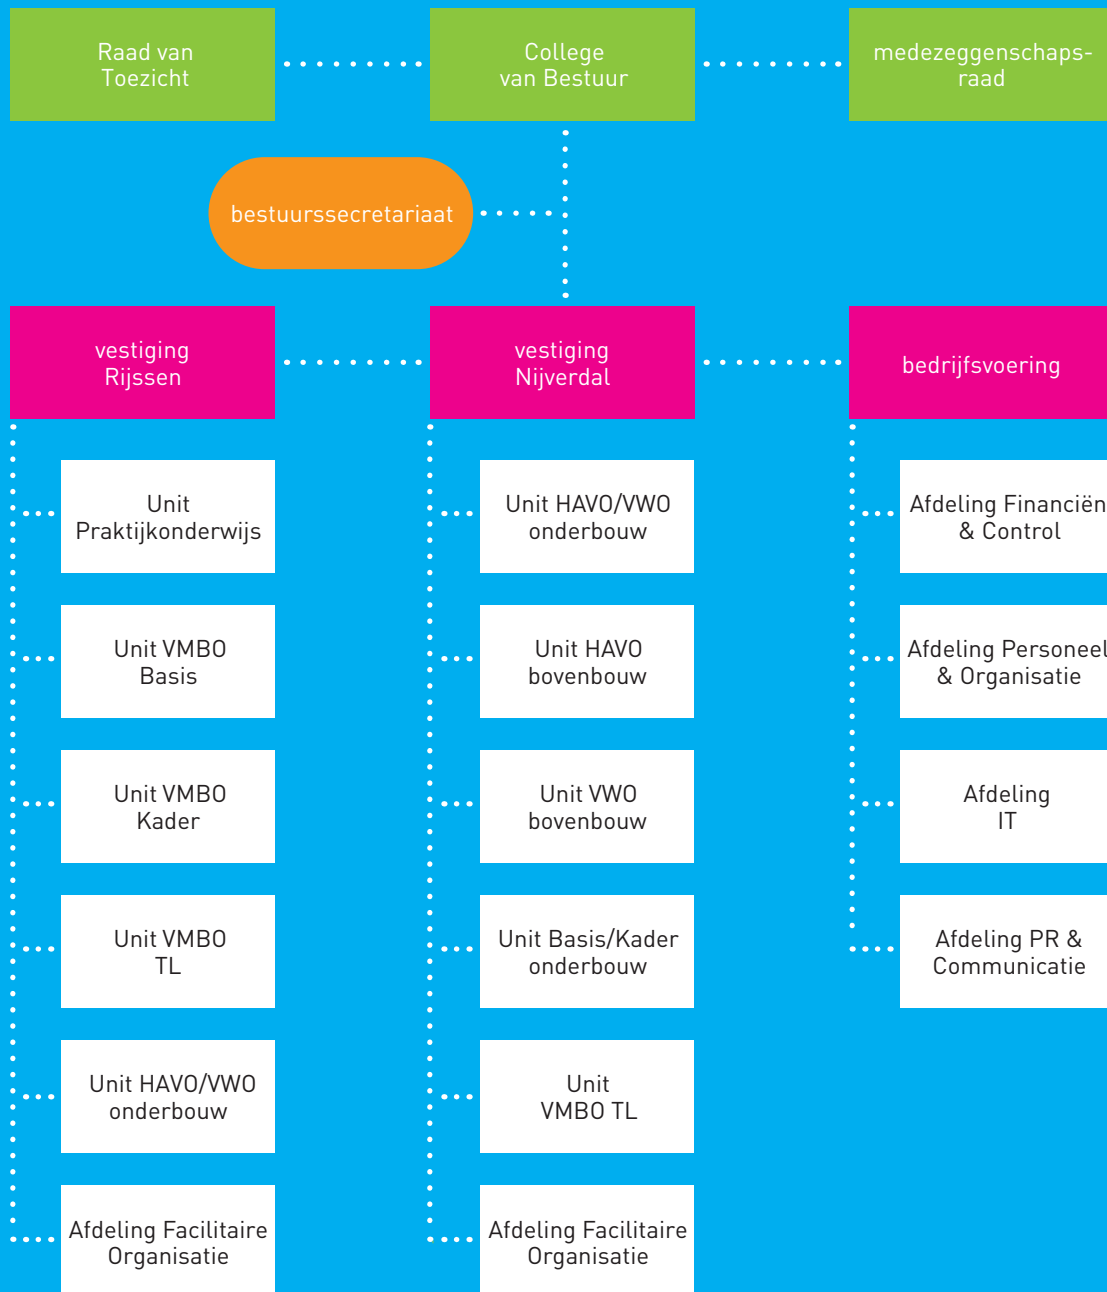 Raad van
Toezicht
College
van Bestuur
medezeggenschaps-
raad
bestuurssecretariaat
vestiging
Rijssen
vestiging
Nijverdal
bedrijfsvoering
Unit
Praktijkonderwijs
Unit HAVO/VWO
onderbouw
Afdeling Financiën
& Control
Unit VMBO
Basis
Unit HAVO
bovenbouw
Afdeling Personeel
& Organisatie
Unit VMBO
Kader
Unit VWO
bovenbouw
Afdeling
IT
Unit VMBO
TL
Unit Basis/Kader
onderbouw
Afdeling PR &
Communicatie
Unit HAVO/VWO
onderbouw
Unit
VMBO TL
Afdeling Facilitaire
Organisatie
Afdeling Facilitaire
Organisatie